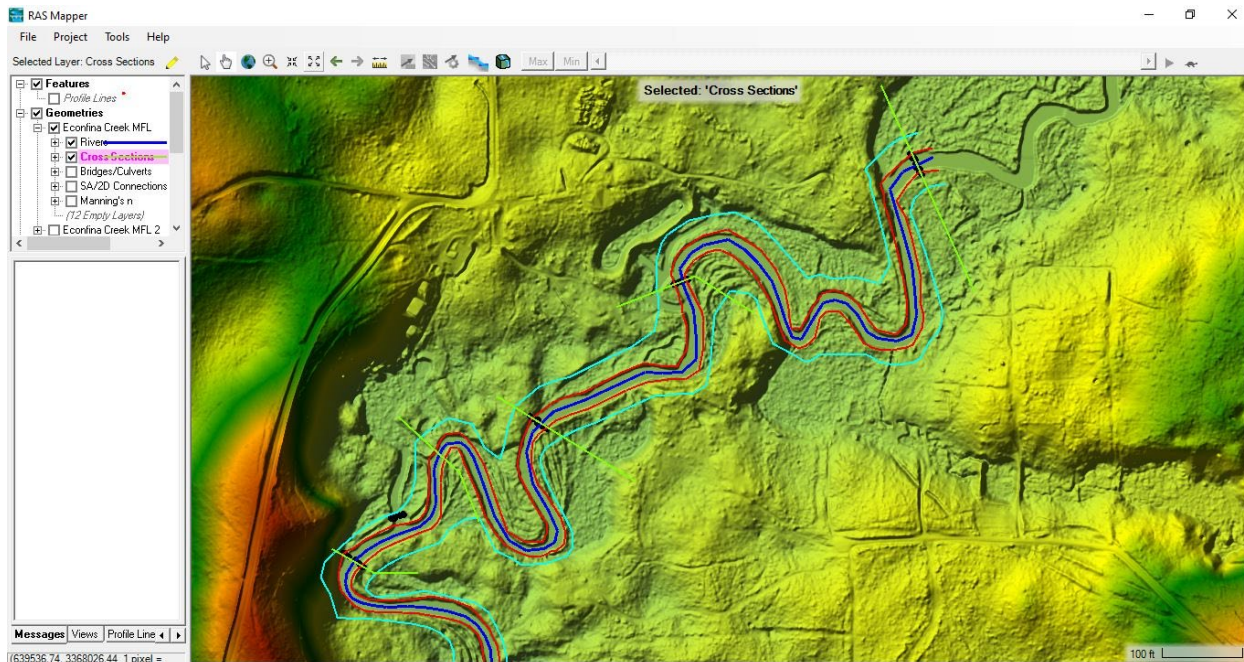 RAS Mapper
File Project Tools Help
Selected Layer: Cross Sections
Max Min
Features
Profile Lines
Geometries
Econfina Creek MFL
Rivers
Cross Sections
Bridges/Culverts
SA/2D Connections
Manning's n
(12 Empty Layers)
Econfina Creek MFL 2
Selected: 'Cross Sections'
Messages Views Profile Line
(639536.74, 3368026.44 1 pixel =
100 ft